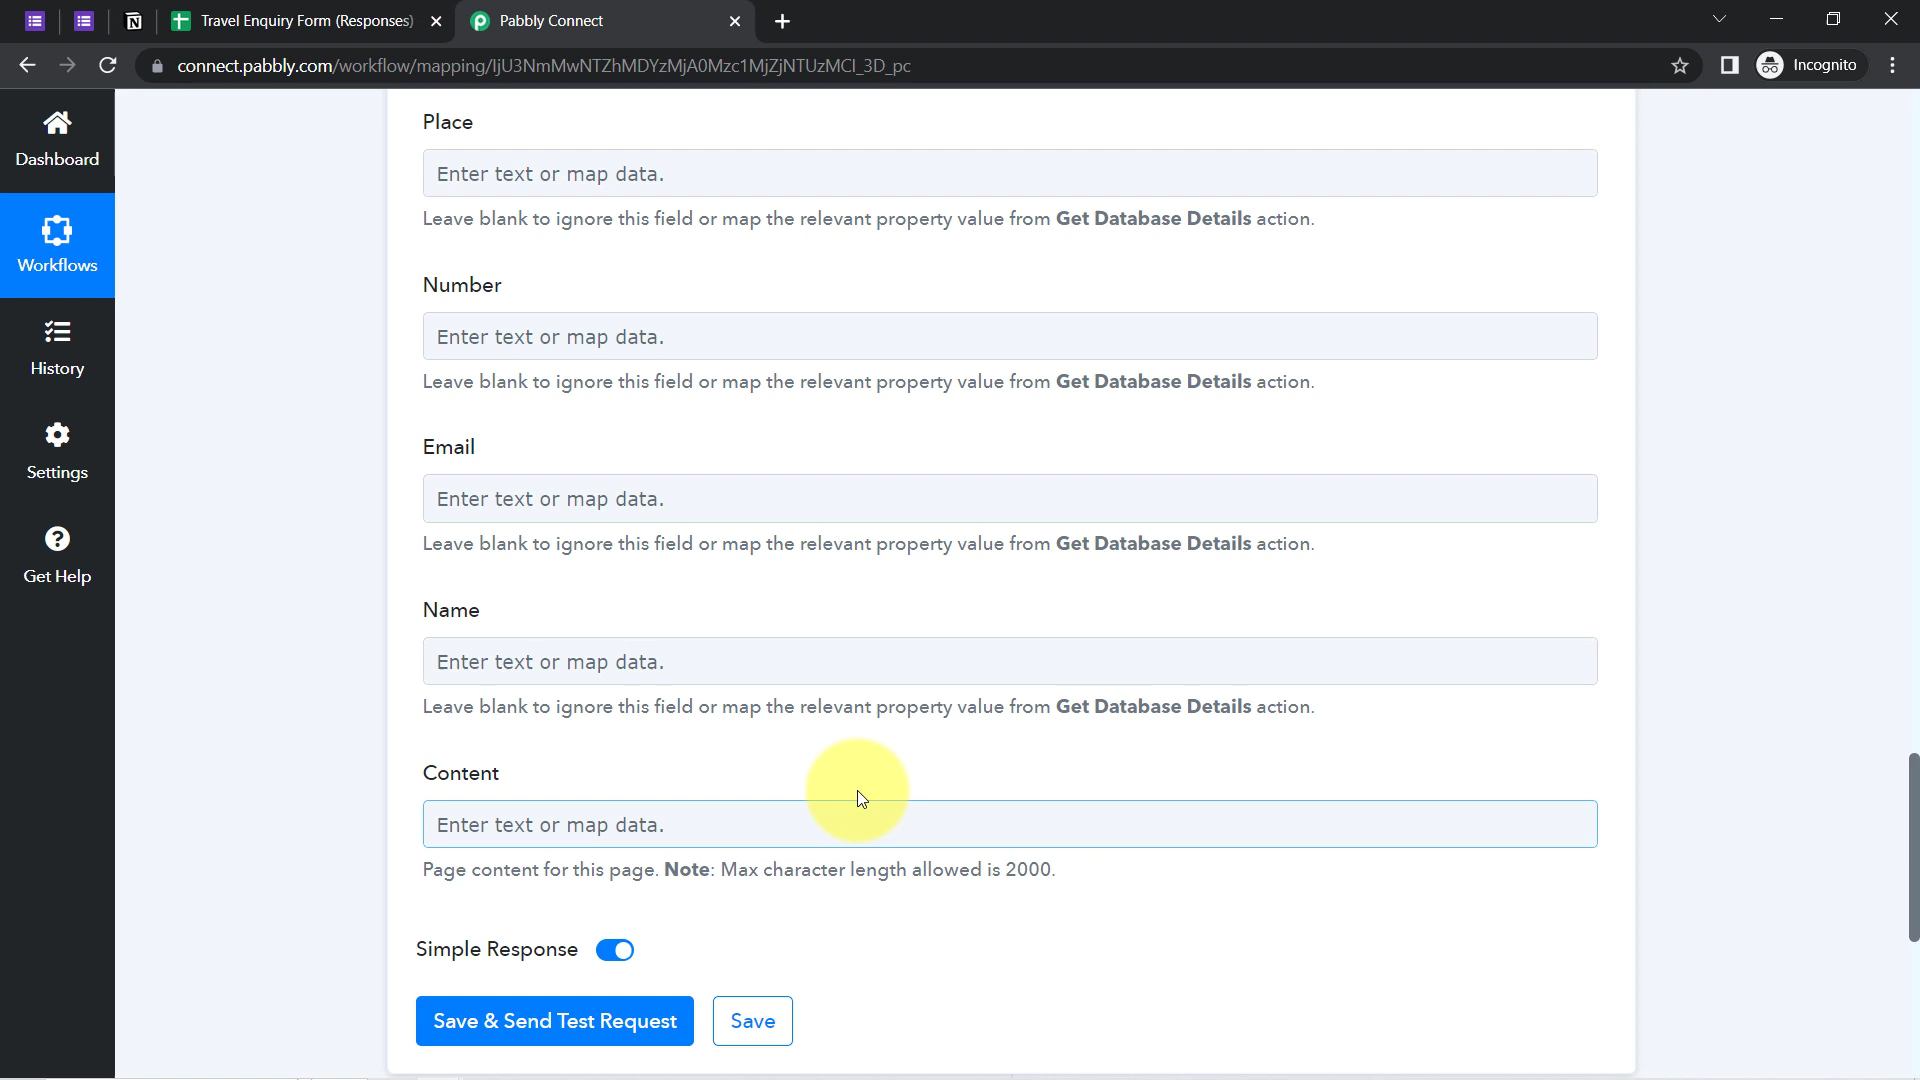 Travel Enquiry Form (Responses)
Pabbly Connect
connect.pabbly.com/workflow/mapping/IjU3NmMwNTZhMDYzMjA0Mzc1MjZjNTUzMCI_3D_pc
Incognito
Dashboard
Workflows
History
Settings
Get Help
Place
Enter text or map data.
Leave blank to ignore this field or map the relevant property value from Get Database Details action.
Number
Enter text or map data.
Leave blank to ignore this field or map the relevant property value from Get Database Details action.
Email
Enter text or map data.
Leave blank to ignore this field or map the relevant property value from Get Database Details action.
Name
Enter text or map data.
Leave blank to ignore this field or map the relevant property value from Get Database Details action.
Content
Enter text or map data.
Page content for this page. Note: Max character length allowed is 2000.
Simple Response
Save & Send Test Request
Save